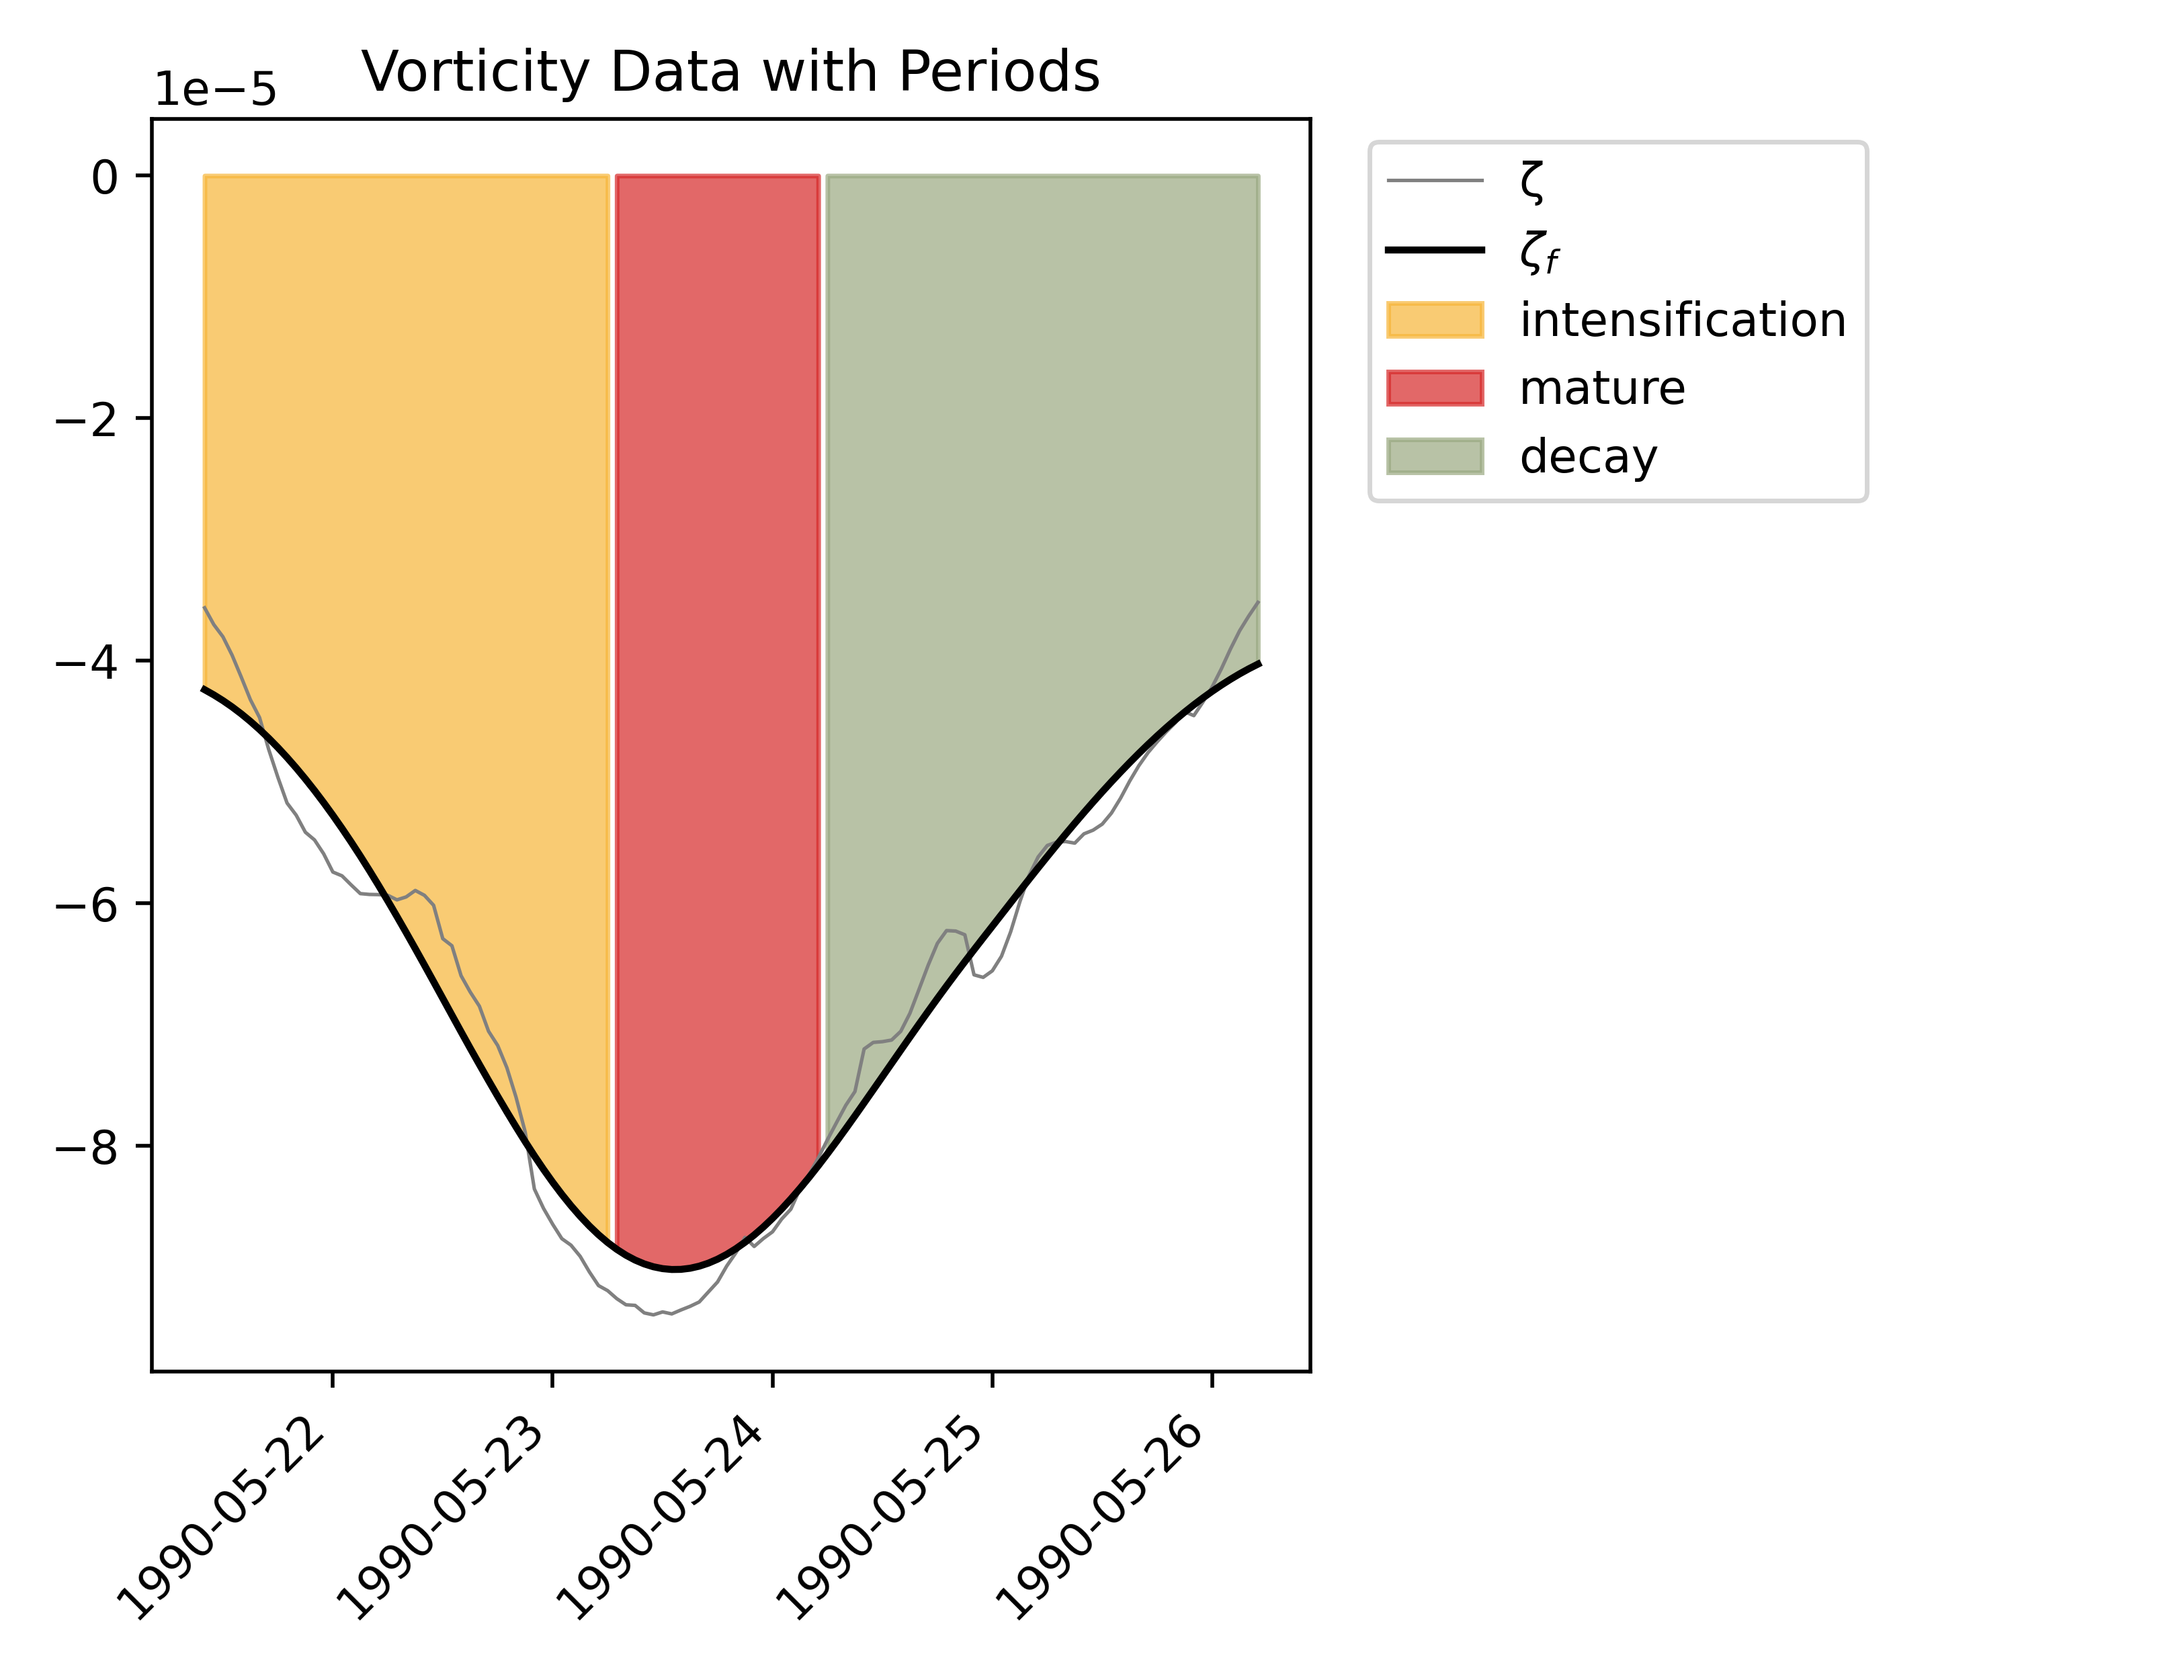 Vorticity Data with Periods
1e−5
0
−2
−4
−6
−8
1990-05-22
1990-05-23
1990-05-24
1990-05-25
1990-05-26
ζ
ζf
intensification
mature
decay